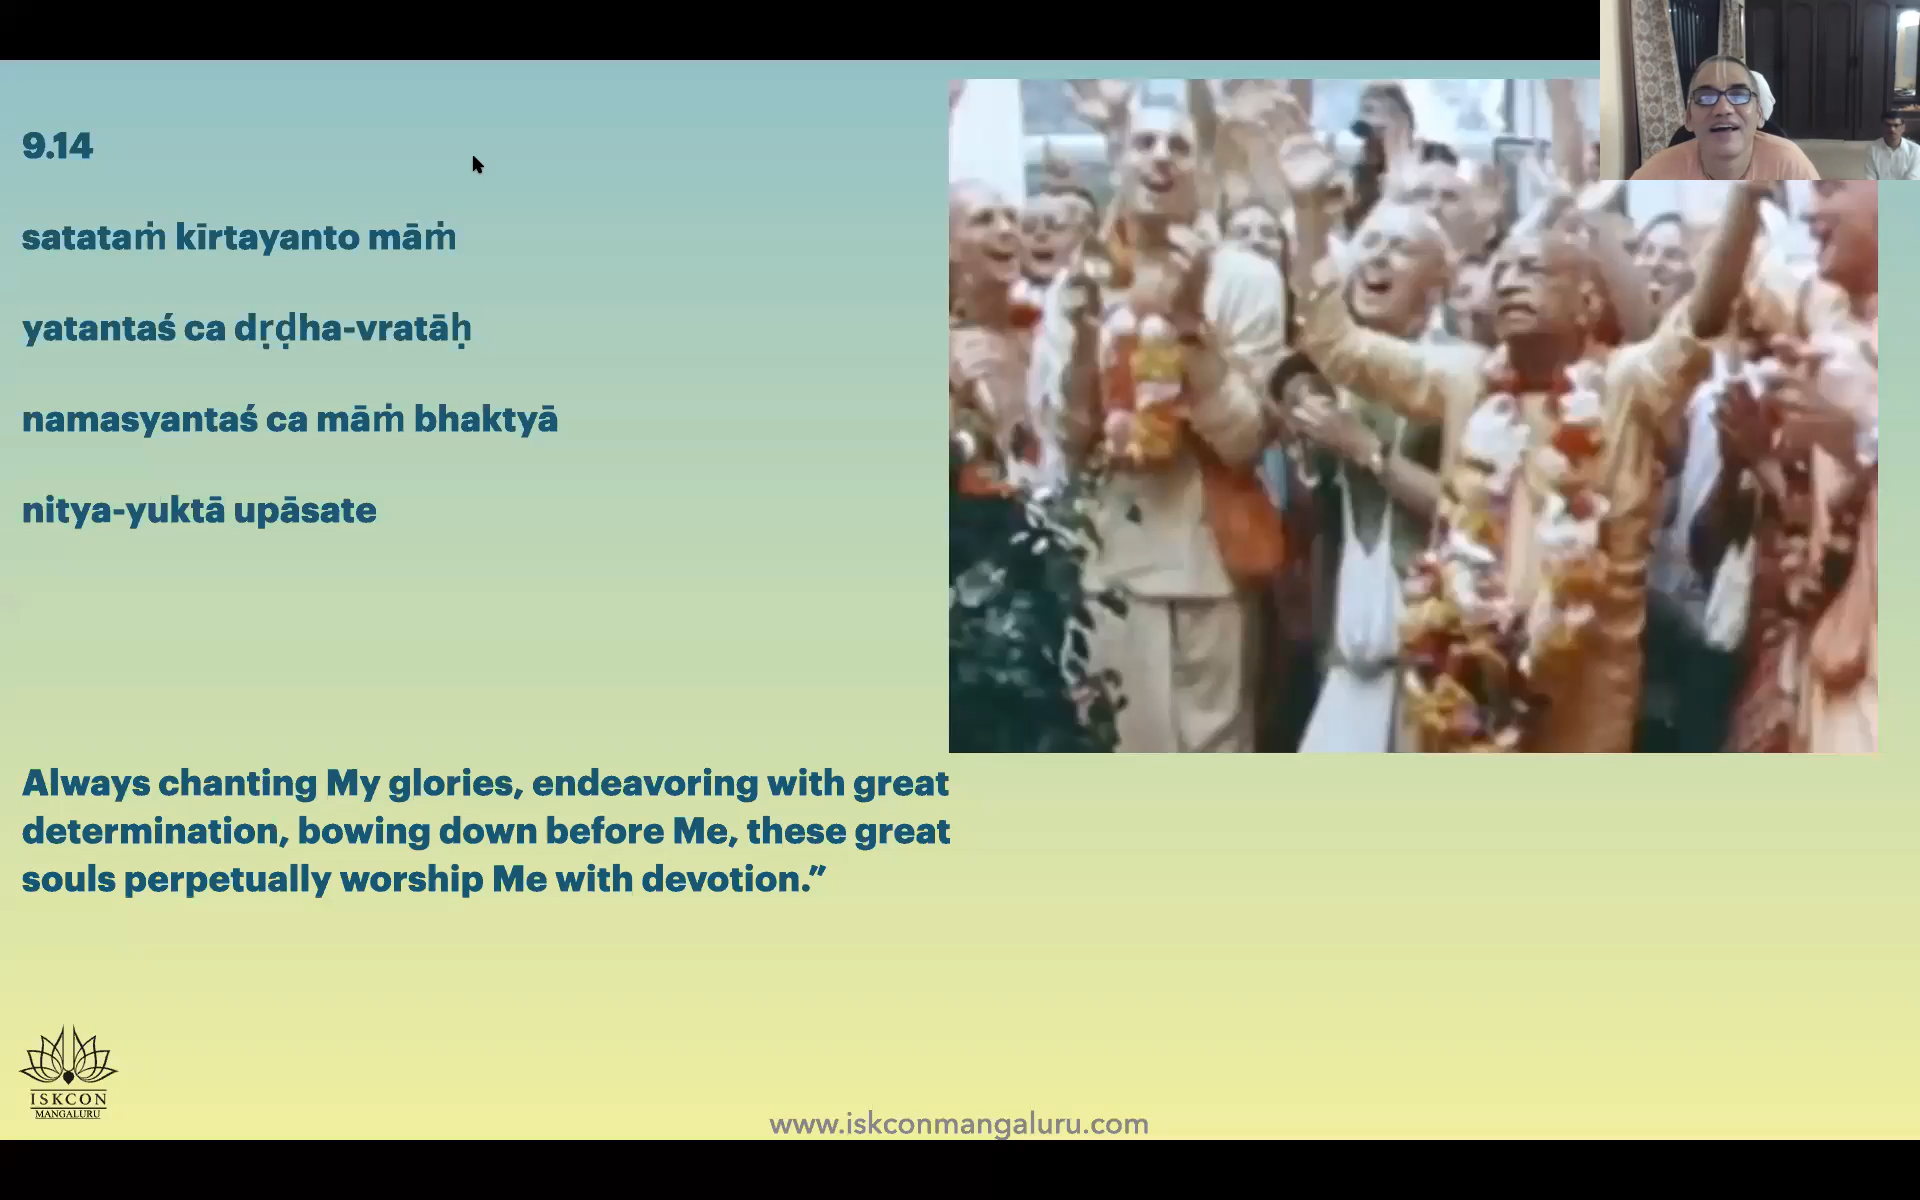 9.14
satataṁ kīrtayanto māṁ
yatantaś ca dṛḍha-vratāḥ
namasyantaś ca māṁ bhaktyā
nitya-yuktā upāsate
Always chanting My glories, endeavoring with great
determination, bowing down before Me, these great
souls perpetually worship Me with devotion.”
ISKCON
MANGALURU
www.iskconmangaluru.com